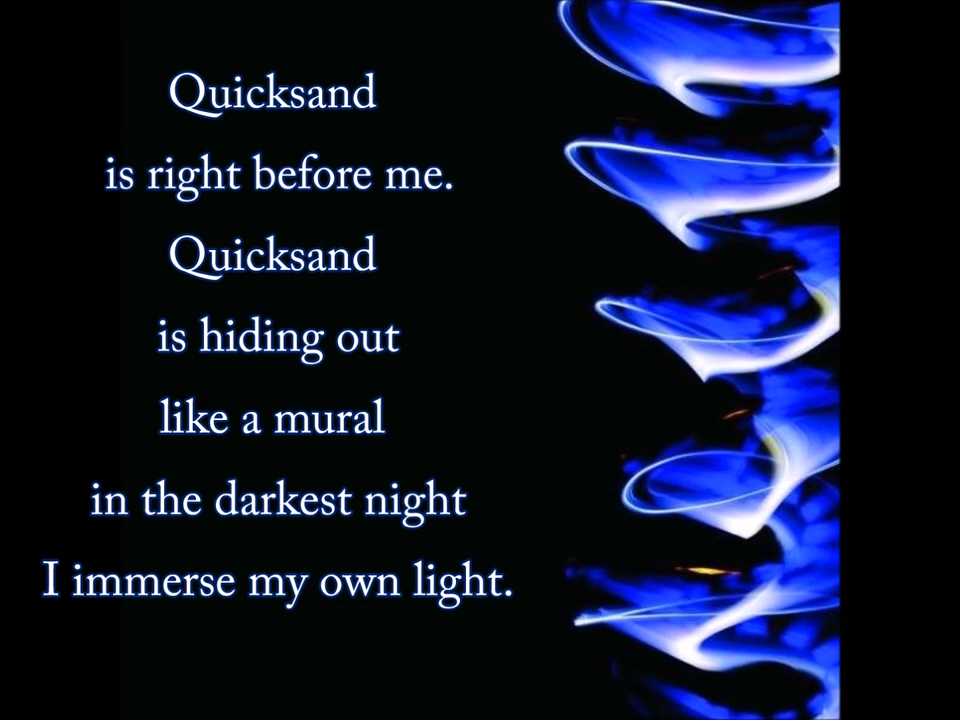 Quicksand
is right before me.
Quicksand
is hiding out
like a mural
in the darkest night
I immerse my own light.